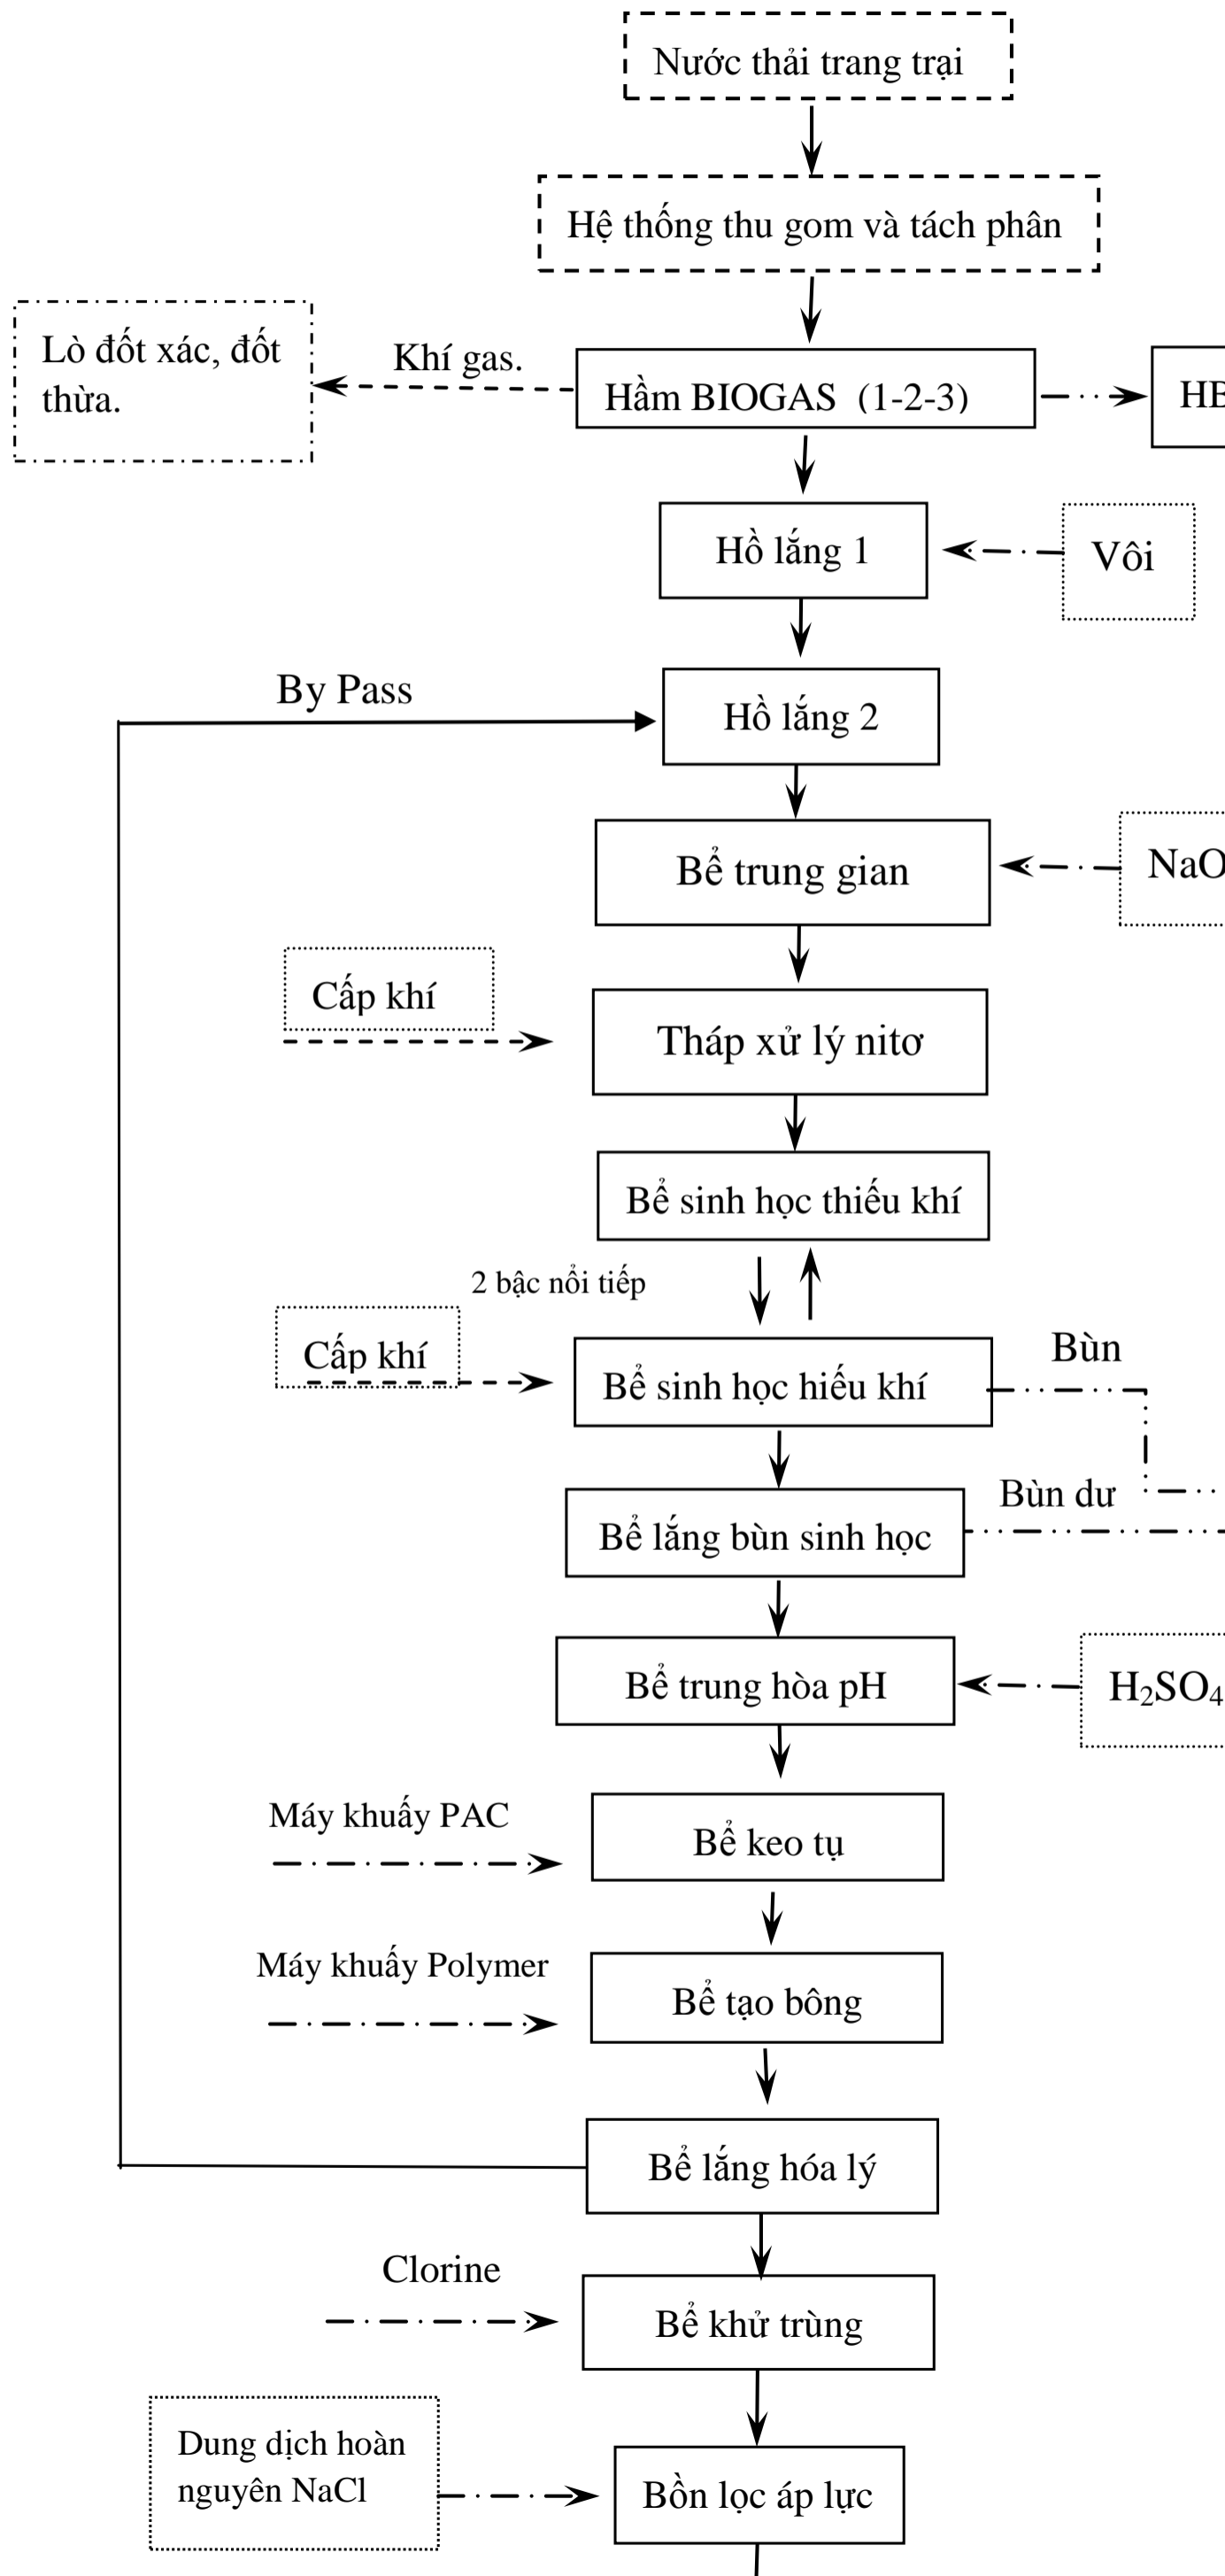 Nước thải trang trại
Hệ thống thu gom và tách phân
Lò đốt xác, đốt
thừa.
Khí gas.
Hầm BIOGAS (1-2-3)
HB
Hồ lắng 1
Vôi
By Pass
Hồ lắng 2
Bể trung gian
NaO
Cấp khí
Tháp xử lý nitơ
Bể sinh học thiếu khí
2 bậc nổi tiếp
Cấp khí
Bể sinh học hiếu khí
Bùn
Bùn dư
Bể lắng bùn sinh học
Bể trung hòa pH
H₂SO₄
Máy khuấy PAC
Bể keo tụ
Máy khuấy Polymer
Bể tạo bông
Bể lắng hóa lý
Clorine
Bể khử trùng
Dung dịch hoàn
nguyên NaCl
Bồn lọc áp lực